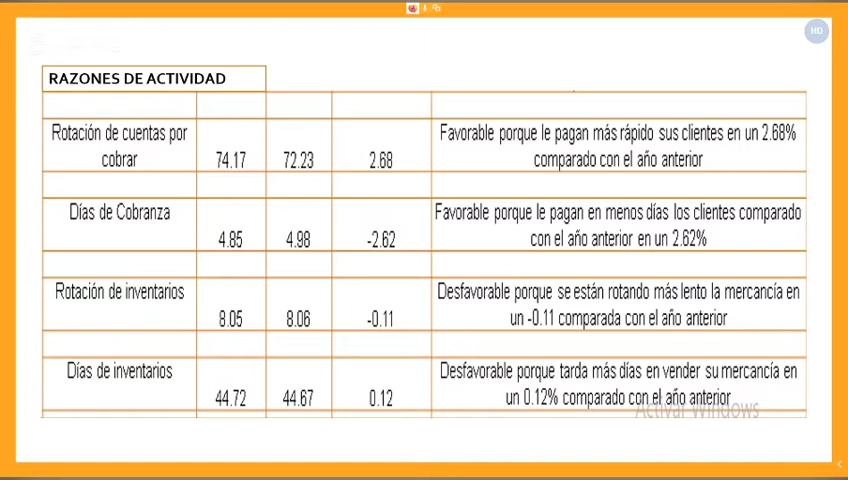 HD
RAZONES DE ACTIVIDAD
Rotación de cuentas por
cobrar
74.17
72.23
2.68
Favorable porque le pagan más rápido sus clientes en un 2.68%
comparado con el año anterior
Días de Cobranza
4.85
4.98
-2.62
Favorable porque le pagan en menos días los clientes comparado
con el año anterior en un 2.62%
Rotación de inventarios
8.05
8.06
-0.11
Desfavorable porque se están rotando más lento la mercancía en
un -0.11 comparada con el año anterior
Días de inventarios
44.72
44.67
0.12
Desfavorable porque tarda más días en vender su mercancía en
un 0.12% comparado con el año anterior
Activar Windows